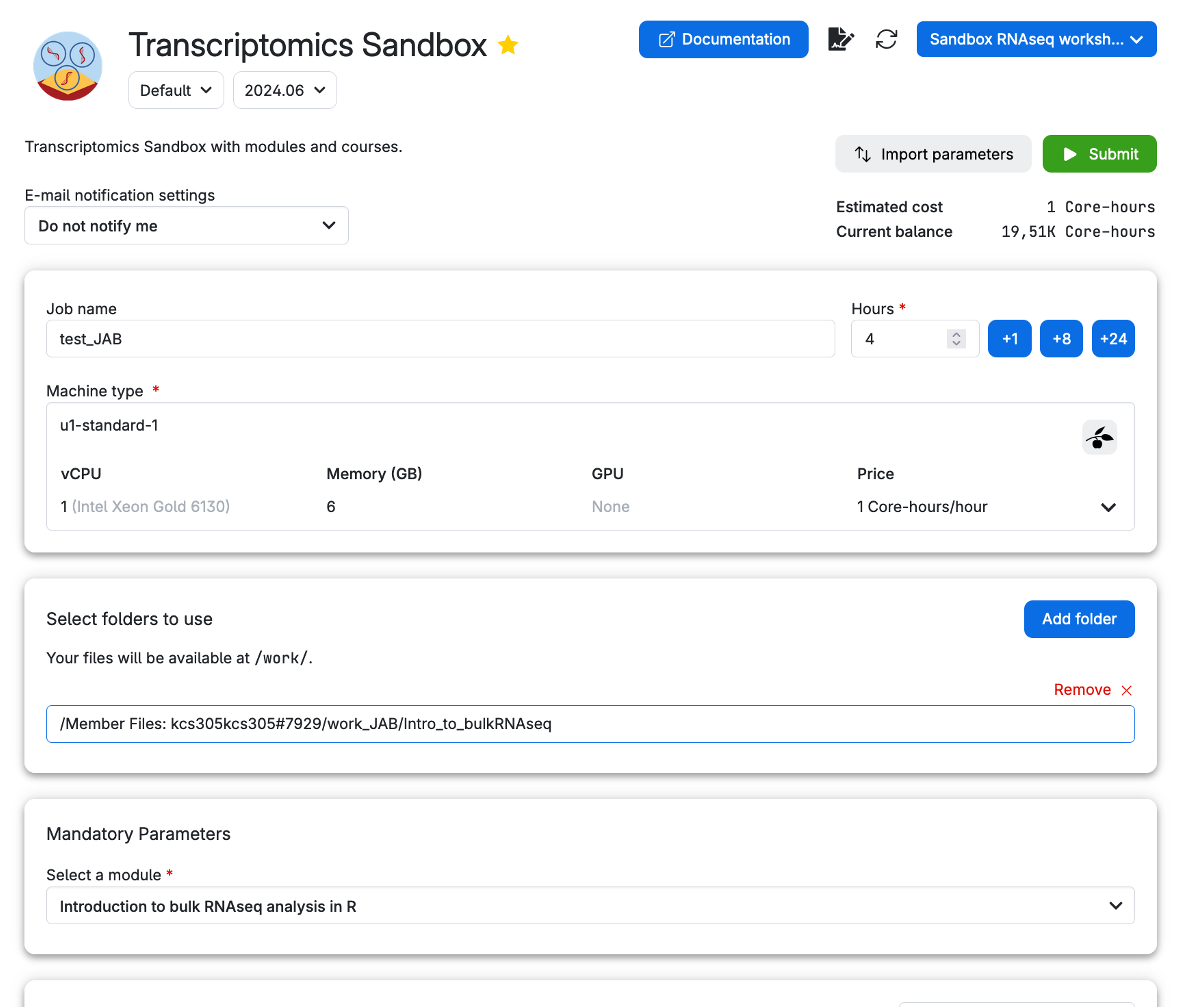 Transcriptomics Sandbox
Documentation
Sandbox RNAseq worksh...
Default
2024.06
Transcriptomics Sandbox with modules and courses.
Import parameters
Submit
E-mail notification settings
Do not notify me
Estimated cost 1 Core-hours
Current balance 19,51K Core-hours
Job name
Hours *
test_JAB
4
+1
+8
+24
Machine type *
u1-standard-1
vCPU Memory (GB) GPU Price
1 (Intel Xeon Gold 6130) 6 None 1 Core-hours/hour
Select folders to use
Add folder
Your files will be available at /work/.
Remove
/Member Files: kcs305kcs305#7929/work_JAB/Intro_to_bulkRNAseq
Mandatory Parameters
Select a module *
Introduction to bulk RNAseq analysis in R